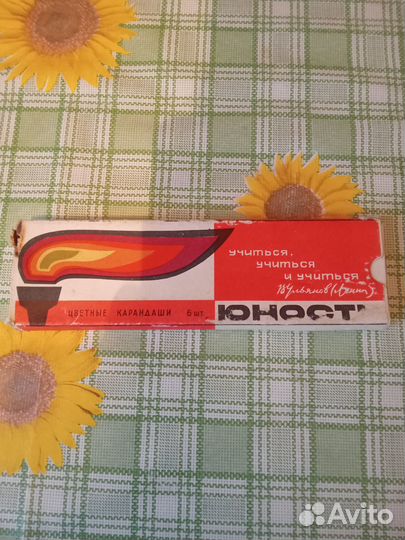 учиться,
учиться
и учиться
В Ульянов (Ленин)
ЦВЕТНЫЕ КАРАНДАШИ 6 шт.
ЮНОСТЬ
Avito